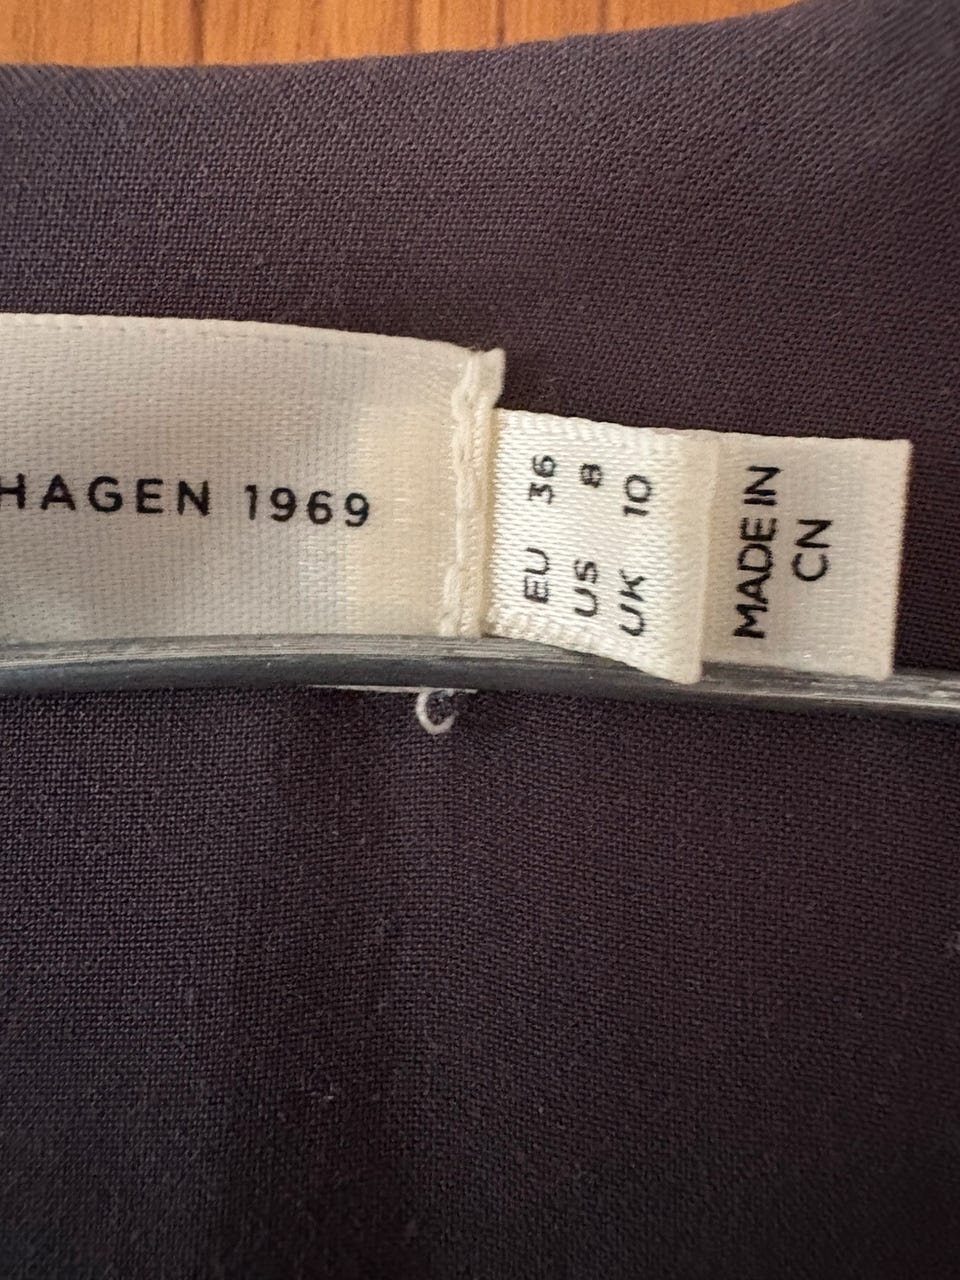 HAGEN 1969
EU 36
US 8
UK 10
MADE IN
CN